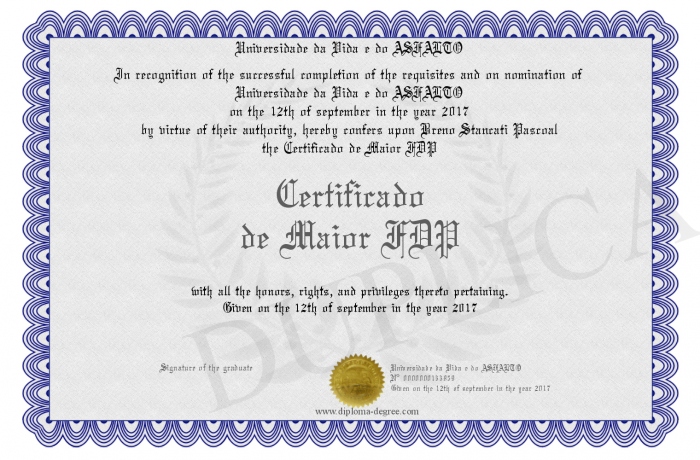 Universidade da Vida e do ASFALTO
In recognition of the successful completion of the requisites and on nomination of
Universidade da Vida e do ASFALTO
on the 12th of september in the year 2017
by virtue of their authority, hereby confers upon Breno Stancati Pascoal
the Certificado de Maior FDP
Certificado
de Maior FDP
with all the honors, rights, and privileges thereto pertaining.
Given on the 12th of september in the year 2017
DUPLICA
Signature of the graduate
Universidade da Vida e do ASFALTO
Given on the 12th of september in the year 2017
www.diploma-degree.com